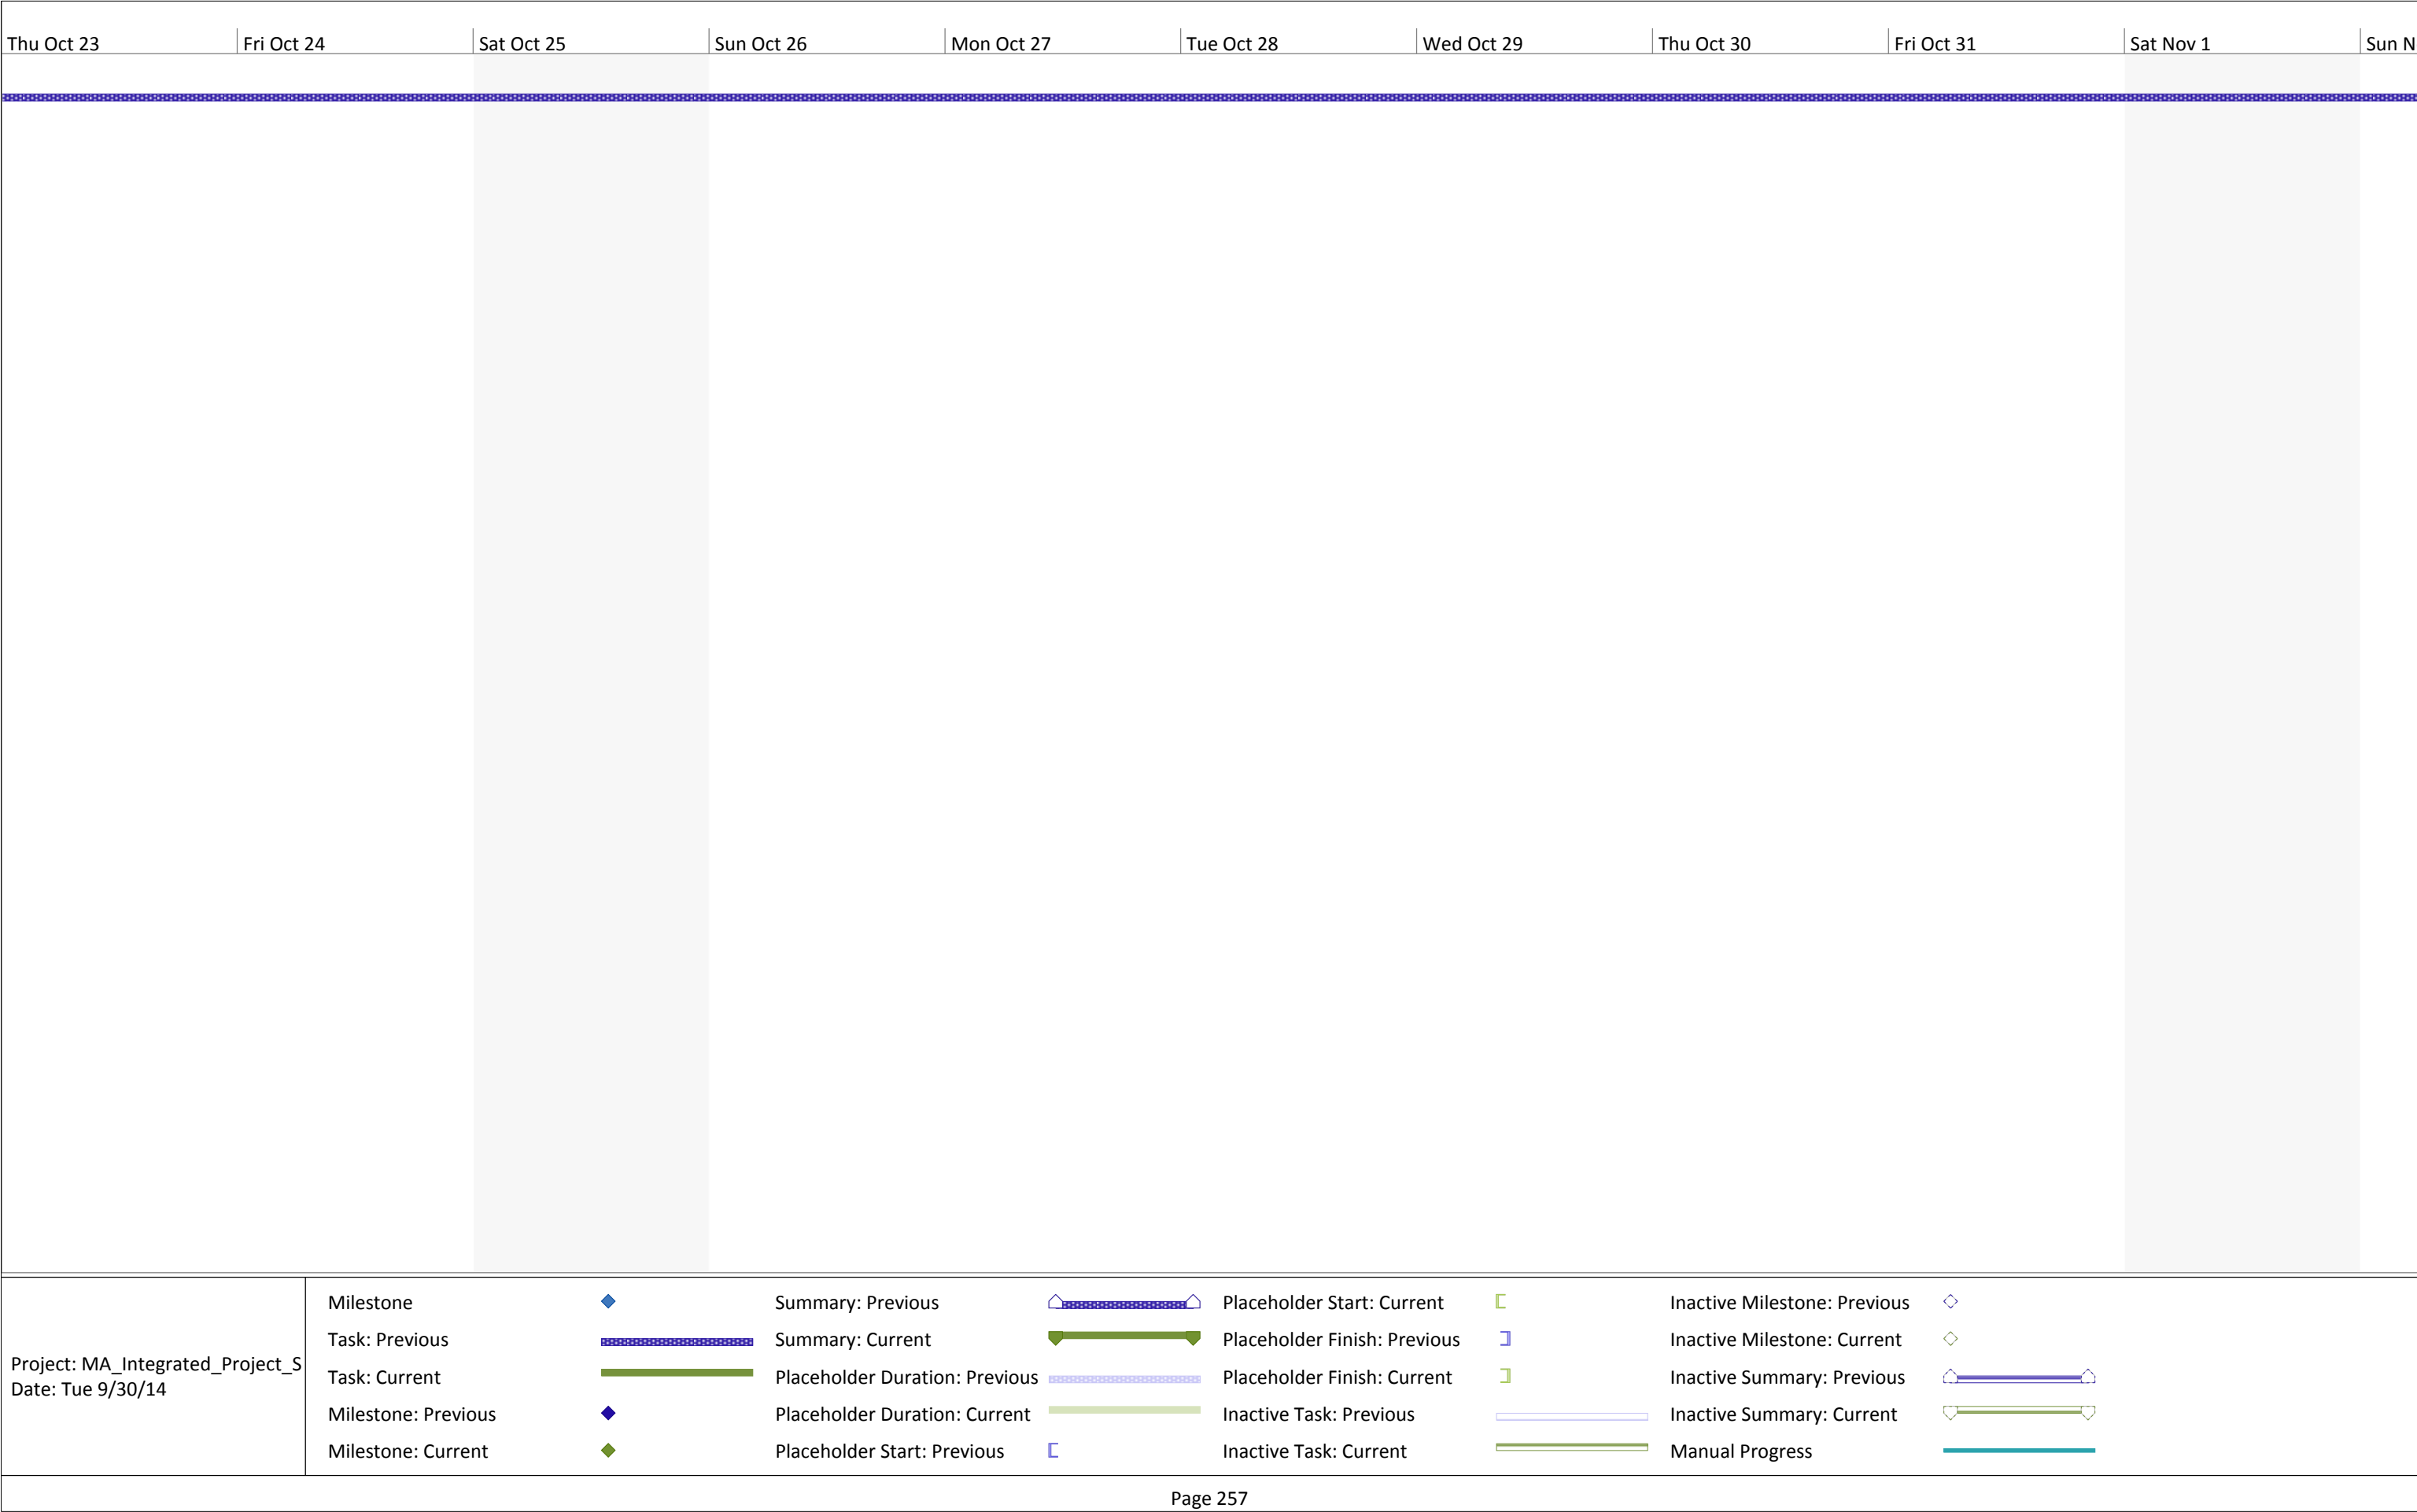 Thu Oct 23 Fri Oct 24 Sat Oct 25 Sun Oct 26 Mon Oct 27 Tue Oct 28 Wed Oct 29 Thu Oct 30 Fri Oct 31 Sat Nov 1 Sun N
Project: MA_Integrated_Project_S
Date: Tue 9/30/14
Milestone
Task: Previous
Task: Current
Milestone: Previous
Milestone: Current
Summary: Previous
Summary: Current
Placeholder Duration: Previous
Placeholder Duration: Current
Placeholder Start: Previous
Placeholder Start: Current
Placeholder Finish: Previous
Placeholder Finish: Current
Inactive Task: Previous
Inactive Task: Current
Inactive Milestone: Previous
Inactive Milestone: Current
Inactive Summary: Previous
Inactive Summary: Current
Manual Progress
Page 257